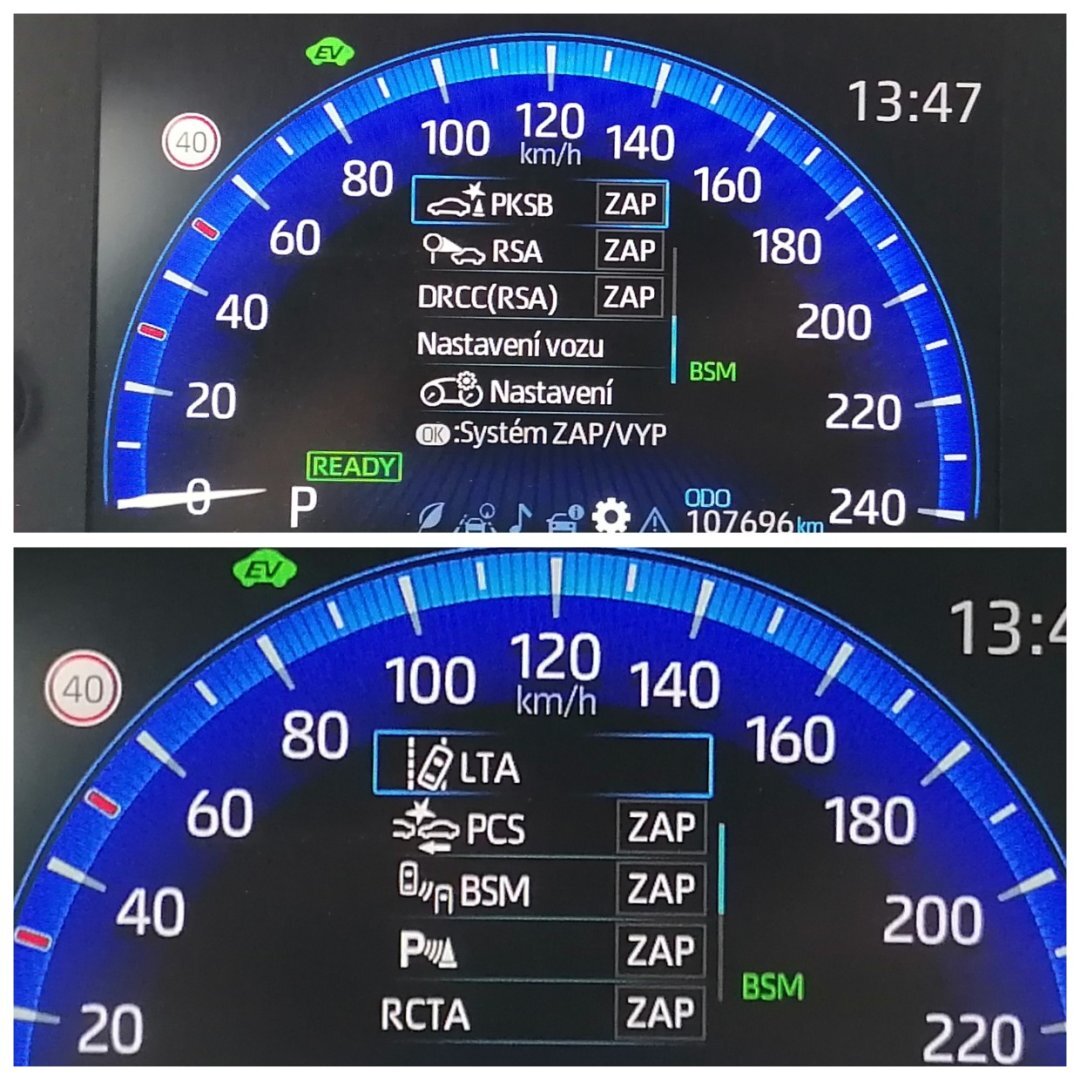 EV
13:47
40
0
20
40
60
80
100
120
km/h
140
160
180
200
220
240
PKSB ZAP
RSA ZAP
DRCC(RSA) ZAP
Nastavení vozu
Nastavení
OK :Systém ZAP/VYP
BSM
READY
P
ODO
107696km
EV
13:4
40
20
40
60
80
100
120
km/h
140
160
180
200
220
LTA
PCS ZAP
BSM ZAP
P ZAP
RCTA ZAP
BSM